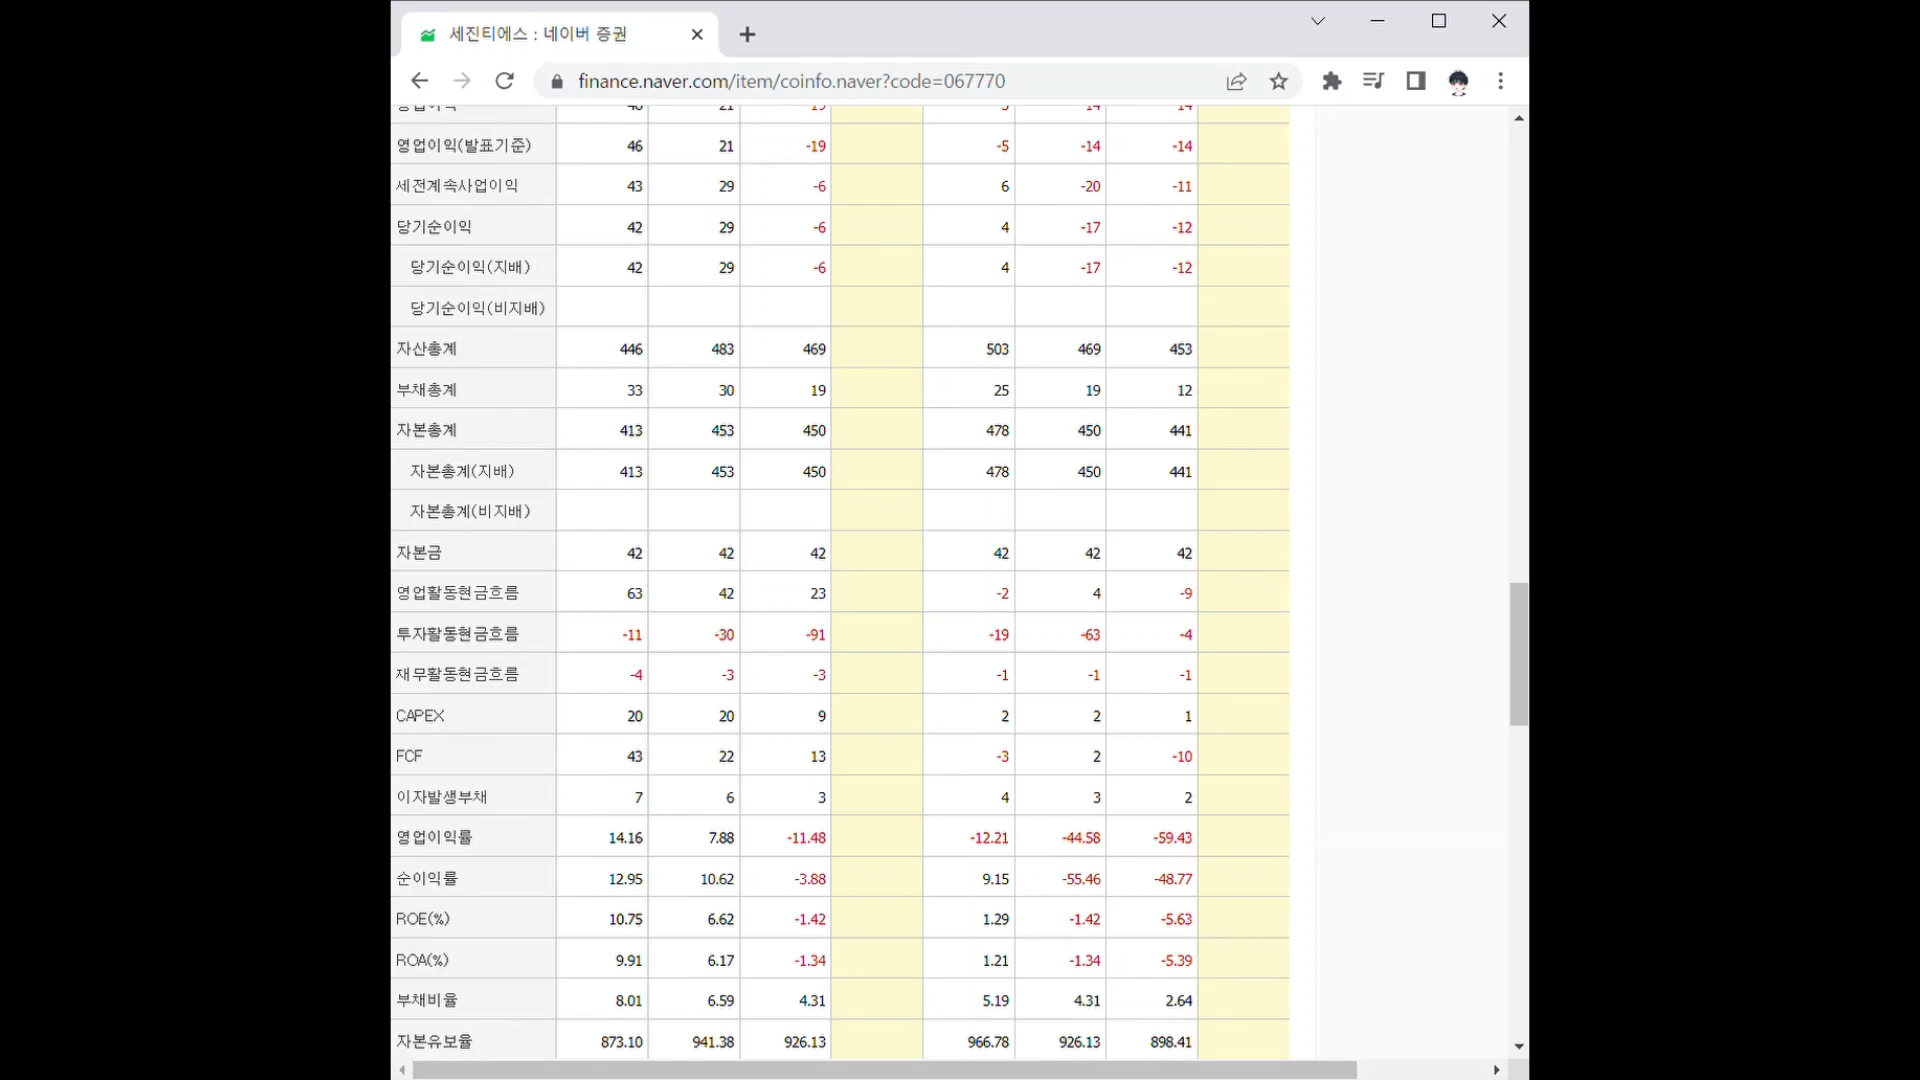 세진티에스 : 네이버 증권
finance.naver.com/item/coinfo.naver?code=067770
영업이익(발표기준) 46 21 -19 -5 -14 -14
세전계속사업이익 43 29 -6 6 -20 -11
당기순이익 42 29 -6 4 -17 -12
당기순이익(지배) 42 29 -6 4 -17 -12
당기순이익(비지배)
자산총계 446 483 469 503 469 453
부채총계 33 30 19 25 19 12
자본총계 413 453 450 478 450 441
자본총계(지배) 413 453 450 478 450 441
자본총계(비지배)
자본금 42 42 42 42 42 42
영업활동현금흐름 63 42 23 -2 4 -9
투자활동현금흐름 -11 -30 -91 -19 -63 -4
재무활동현금흐름 -4 -3 -3 -1 -1 -1
CAPEX 20 20 9 2 2 1
FCF 43 22 13 -3 2 -10
이자발생부채 7 6 3 4 3 2
영업이익률 14.16 7.88 -11.48 -12.21 -44.58 -59.43
순이익률 12.95 10.62 -3.88 9.15 -55.46 -48.77
ROE(%) 10.75 6.62 -1.42 1.29 -1.42 -5.63
ROA(%) 9.91 6.17 -1.34 1.21 -1.34 -5.39
부채비율 8.01 6.59 4.31 5.19 4.31 2.64
자본유보율 873.10 941.38 926.13 966.78 926.13 898.41